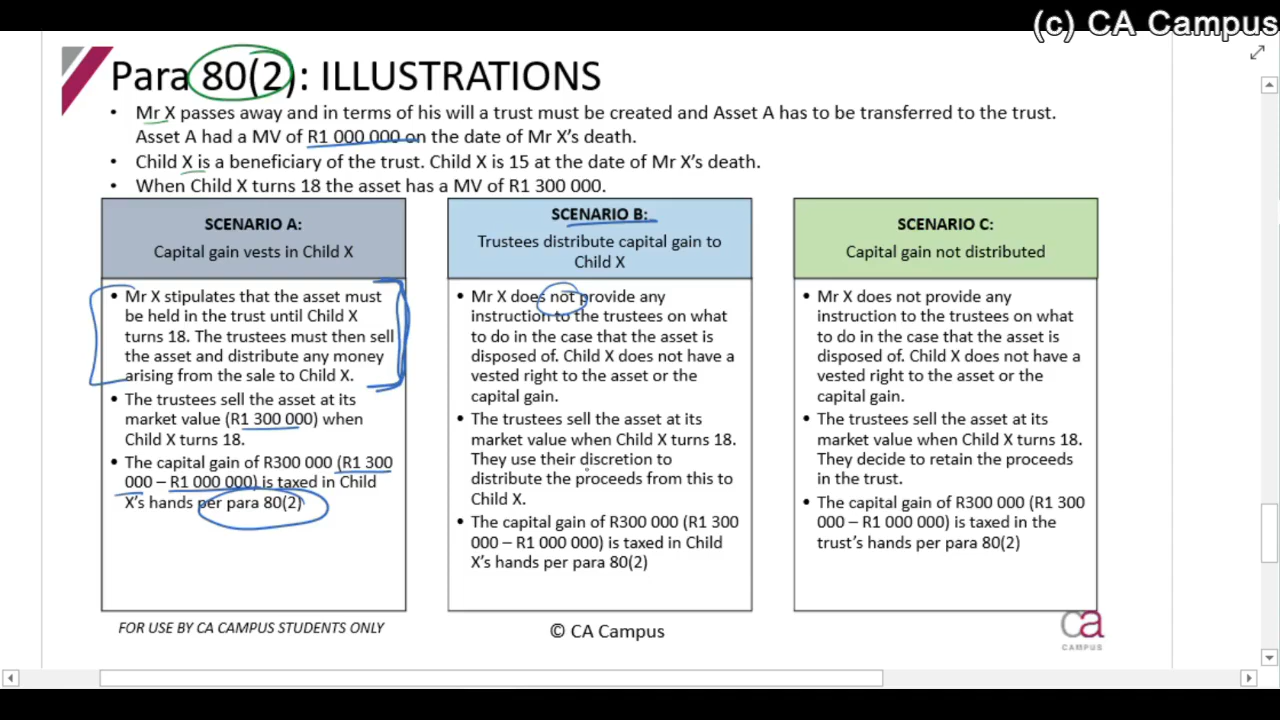 (c) CA Campus
Para 80(2): ILLUSTRATIONS
• Mr X passes away and in terms of his will a trust must be created and Asset A has to be transferred to the trust.
Asset A had a MV of R1 000 000 on the date of Mr X's death.
• Child X is a beneficiary of the trust. Child X is 15 at the date of Mr X's death.
• When Child X turns 18 the asset has a MV of R1 300 000.
SCENARIO A:
Capital gain vests in Child X
• Mr X stipulates that the asset must
be held in the trust until Child X
turns 18. The trustees must then sell
the asset and distribute any money
arising from the sale to Child X.
• The trustees sell the asset at its
market value (R1 300 000) when
Child X turns 18.
• The capital gain of R300 000 (R1 300
000 – R1 000 000) is taxed in Child
X's hands per para 80(2)
SCENARIO B:
Trustees distribute capital gain to
Child X
• Mr X does not provide any
instruction to the trustees on what
to do in the case that the asset is
disposed of. Child X does not have a
vested right to the asset or the
capital gain.
• The trustees sell the asset at its
market value when Child X turns 18.
They use their discretion to
distribute the proceeds from this to
Child X.
• The capital gain of R300 000 (R1 300
000 – R1 000 000) is taxed in Child
X's hands per para 80(2)
SCENARIO C:
Capital gain not distributed
• Mr X does not provide any
instruction to the trustees on what
to do in the case that the asset is
disposed of. Child X does not have a
vested right to the asset or the
capital gain.
• The trustees sell the asset at its
market value when Child X turns 18.
They decide to retain the proceeds
in the trust.
• The capital gain of R300 000 (R1 300
000 – R1 000 000) is taxed in the
trust's hands per para 80(2)
FOR USE BY CA CAMPUS STUDENTS ONLY
© CA Campus
ca
CAMPUS